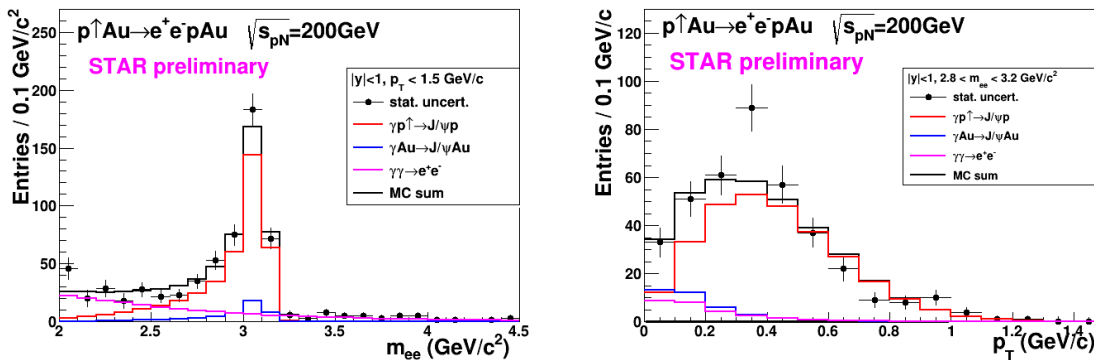 p↑Au→e⁺e⁻pAu √s_pN=200GeV
STAR preliminary
|y|<1, p_T < 1.5 GeV/c
stat. uncert.
γp↑→J/ψp
γAu→J/ψAu
γγ→e⁺e⁻
MC sum
Entries / 0.1 GeV/c²
250
200
150
100
50
0
2
2.5
3
3.5
4
4.5
m_ee (GeV/c²)
p↑Au→e⁺e⁻pAu √s_pN=200GeV
STAR preliminary
|y|<1, 2.8 < m_ee < 3.2 GeV/c²
stat. uncert.
γp↑→J/ψp
γAu→J/ψAu
γγ→e⁺e⁻
MC sum
Entries / 0.1 GeV/c
120
100
80
60
40
20
0
0
0.2
0.4
0.6
0.8
1
1.2
1.4
p_T (GeV/c)